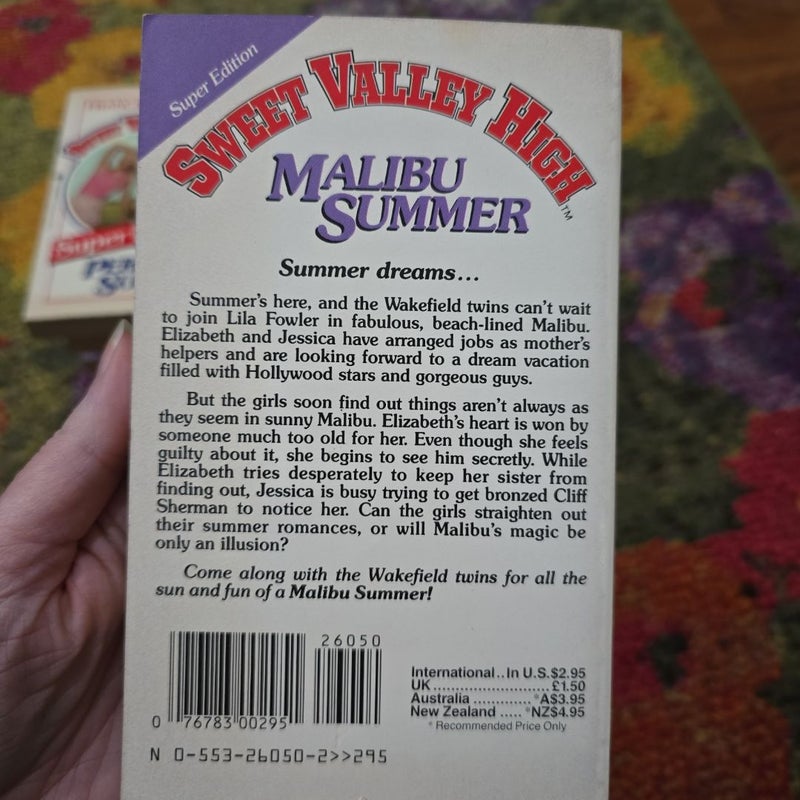 Super Edition
SWEET VALLEY HIGH™
MALIBU
SUMMER
Summer dreams...
Summer's here, and the Wakefield twins can't wait
to join Lila Fowler in fabulous, beach-lined Malibu.
Elizabeth and Jessica have arranged jobs as mother's
helpers and are looking forward to a dream vacation
filled with Hollywood stars and gorgeous guys.
But the girls soon find out things aren't always as
they seem in sunny Malibu. Elizabeth's heart is won by
someone much too old for her. Even though she feels
guilty about it, she begins to see him secretly. While
Elizabeth tries desperately to keep her sister from
finding out, Jessica is busy trying to get bronzed Cliff
Sherman to notice her. Can the girls straighten out
their summer romances, or will Malibu's magic be
only an illusion?
Come along with the Wakefield twins for all the
sun and fun of a Malibu Summer!
26050
0 76783 00295
International..In U.S.$2.95
UK..........................£1.50
Australia ............*A$3.95
New Zealand .....*NZ$4.95
* Recommended Price Only
N 0-553-26050-2>>295
Super